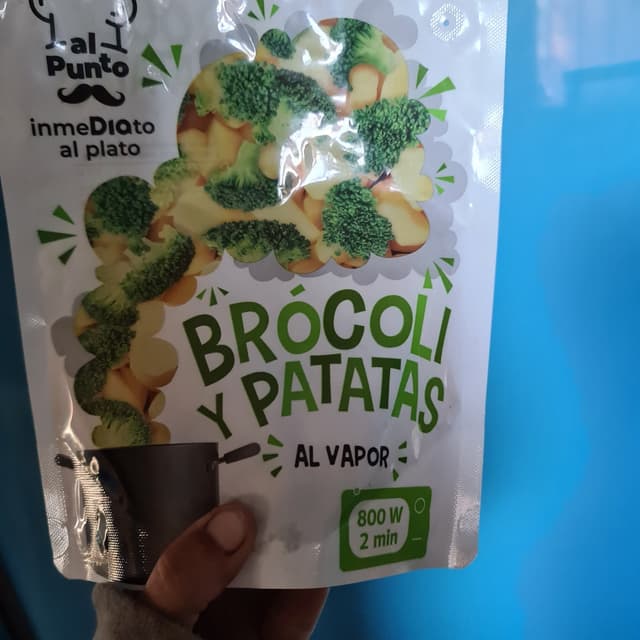 al
Punto
inmeDIAto
al plato
BRÓCOLI
Y PATATAS
AL VAPOR
800 W
2 min